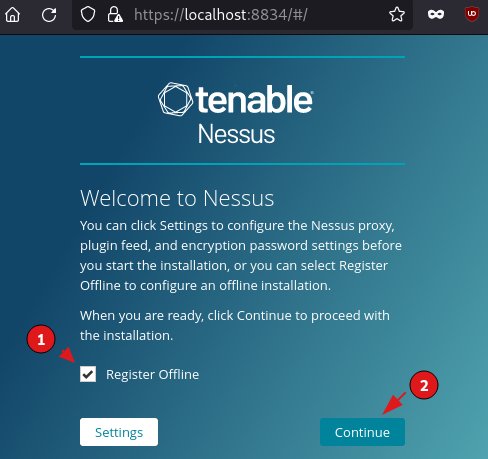 https://localhost:8834/#/
tenable
Nessus
Welcome to Nessus
You can click Settings to configure the Nessus proxy,
plugin feed, and encryption password settings before
you start the installation, or you can select Register
Offline to configure an offline installation.
When you are ready, click Continue to proceed with
the installation.
1
Register Offline
2
Settings
Continue